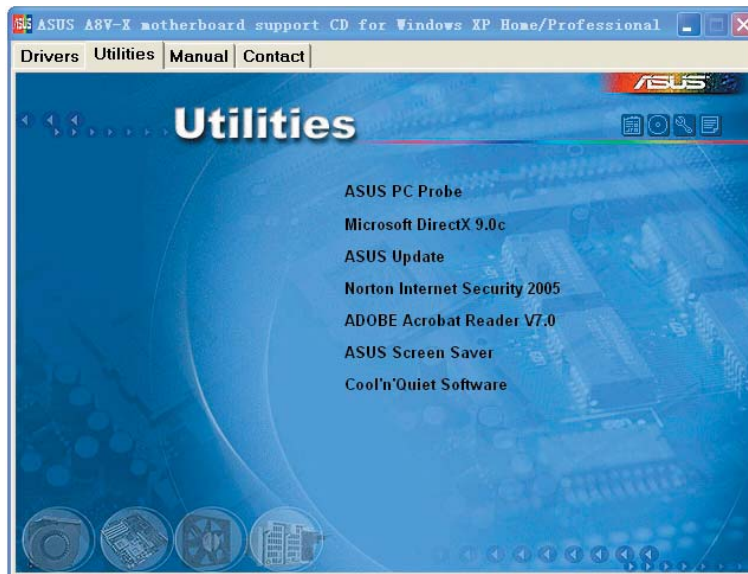 ASUS A8V-X motherboard support CD for Windows XP Home/Professional
Drivers Utilities Manual Contact
ASUS
Utilities
ASUS PC Probe
Microsoft DirectX 9.0c
ASUS Update
Norton Internet Security 2005
ADOBE Acrobat Reader V7.0
ASUS Screen Saver
Cool'n'Quiet Software